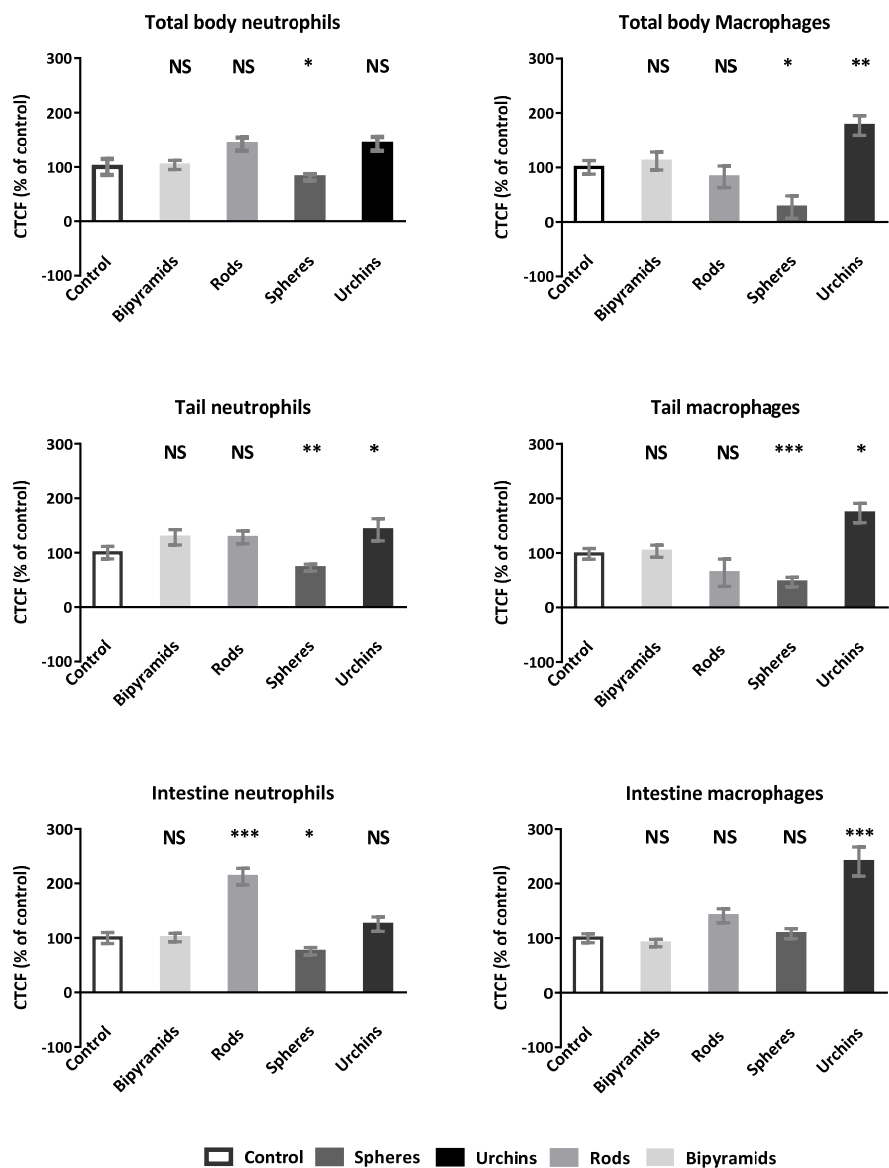 Total body neutrophils
CTCF (% of control)
300
200
100
0
-100
NS NS * NS
Control Bipyramids Rods Spheres Urchins
Total body Macrophages
CTCF (% of control)
300
200
100
0
-100
NS NS * **
Control Bipyramids Rods Spheres Urchins
Tail neutrophils
CTCF (% of control)
300
200
100
0
-100
NS NS ** *
Control Bipyramids Rods Spheres Urchins
Tail macrophages
CTCF (% of control)
300
200
100
0
-100
NS NS *** *
Control Bipyramids Rods Spheres Urchins
Intestine neutrophils
CTCF (% of control)
300
200
100
0
-100
NS *** * NS
Control Bipyramids Rods Spheres Urchins
Intestine macrophages
CTCF (% of control)
300
200
100
0
-100
NS NS NS ***
Control Bipyramids Rods Spheres Urchins
Control Spheres Urchins Rods Bipyramids